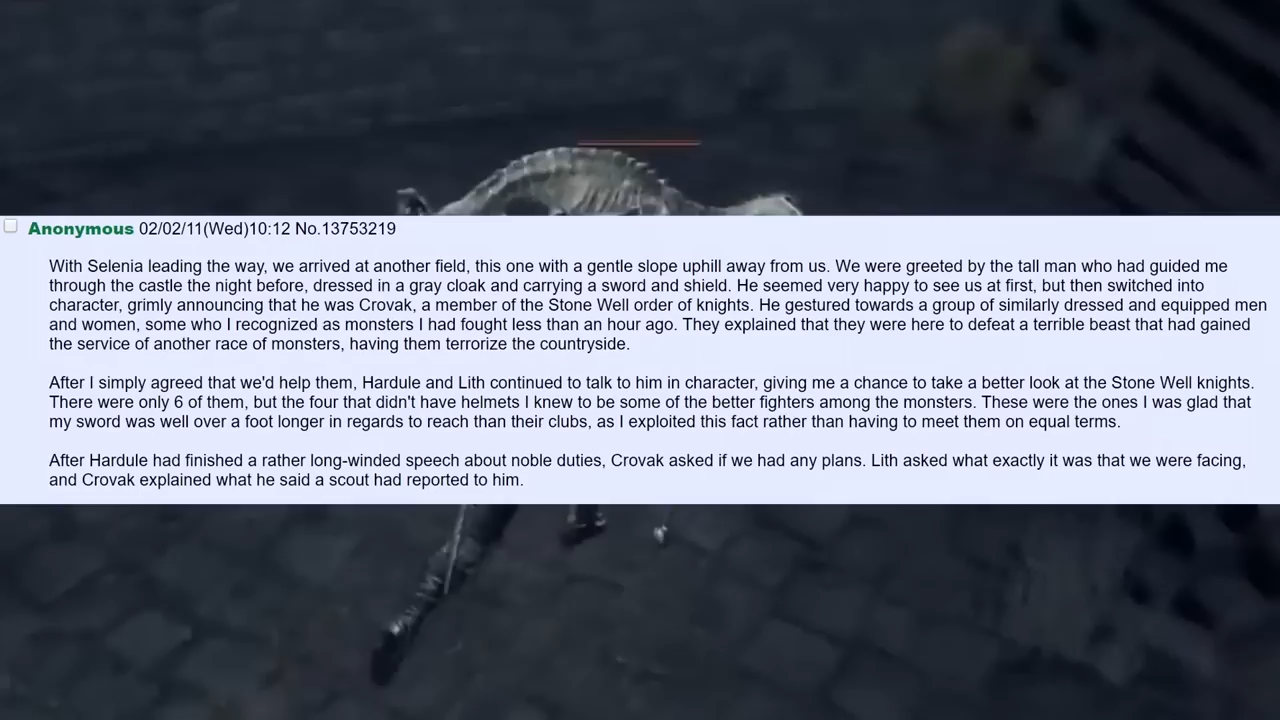 Anonymous 02/02/11(Wed)10:12 No.13753219
With Selenia leading the way, we arrived at another field, this one with a gentle slope uphill away from us. We were greeted by the tall man who had guided me
through the castle the night before, dressed in a gray cloak and carrying a sword and shield. He seemed very happy to see us at first, but then switched into
character, grimly announcing that he was Crovak, a member of the Stone Well order of knights. He gestured towards a group of similarly dressed and equipped men
and women, some who I recognized as monsters I had fought less than an hour ago. They explained that they were here to defeat a terrible beast that had gained
the service of another race of monsters, having them terrorize the countryside.
After I simply agreed that we'd help them, Hardule and Lith continued to talk to him in character, giving me a chance to take a better look at the Stone Well knights.
There were only 6 of them, but the four that didn't have helmets I knew to be some of the better fighters among the monsters. These were the ones I was glad that
my sword was well over a foot longer in regards to reach than their clubs, as I exploited this fact rather than having to meet them on equal terms.
After Hardule had finished a rather long-winded speech about noble duties, Crovak asked if we had any plans. Lith asked what exactly it was that we were facing,
and Crovak explained what he said a scout had reported to him.